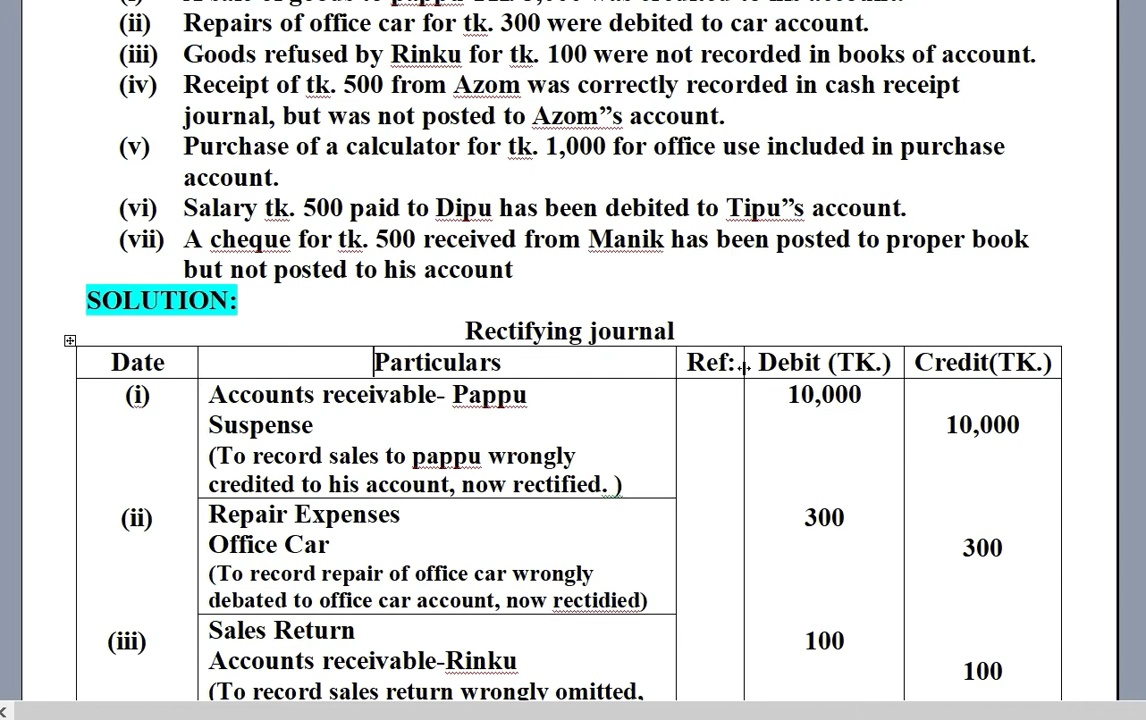 (ii) Repairs of office car for tk. 300 were debited to car account.
(iii) Goods refused by Rinku for tk. 100 were not recorded in books of account.
(iv) Receipt of tk. 500 from Azom was correctly recorded in cash receipt
journal, but was not posted to Azom”s account.
(v) Purchase of a calculator for tk. 1,000 for office use included in purchase
account.
(vi) Salary tk. 500 paid to Dipu has been debited to Tipu”s account.
(vii) A cheque for tk. 500 received from Manik has been posted to proper book
but not posted to his account
SOLUTION:
Rectifying journal
Date Particulars Ref: Debit (TK.) Credit(TK.)
(i) Accounts receivable- Pappu 10,000
Suspense 10,000
(To record sales to pappu wrongly
credited to his account, now rectified. )
(ii) Repair Expenses 300
Office Car 300
(To record repair of office car wrongly
debated to office car account, now rectidied)
Sales Return
(iii) 100
Accounts receivable-Rinku 100
(To record sales return wrongly omitted,